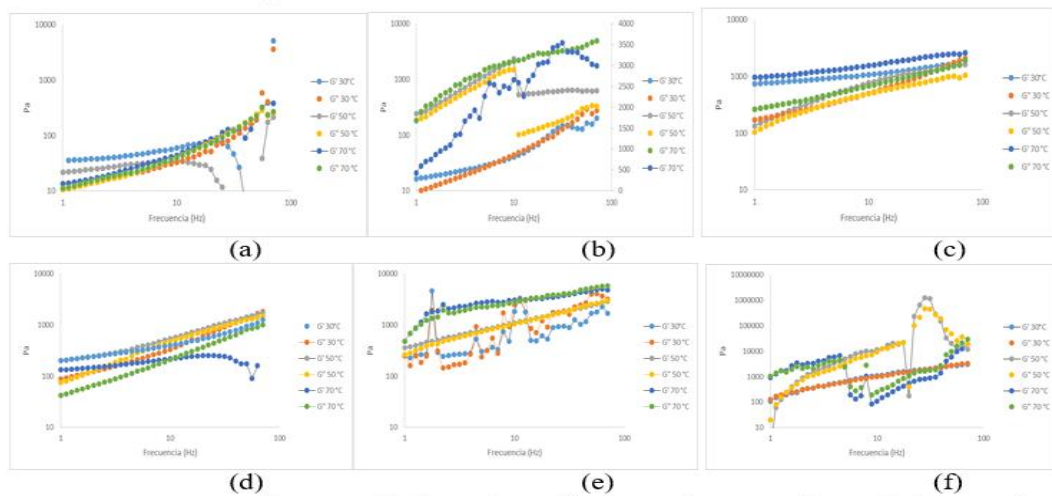 10000
1000
100
10
Pa
1
10
100
Frecuencia (Hz)
G' 30°C
G'' 30°C
G' 50°C
G'' 50°C
G' 70°C
G'' 70°C
(a)
10000
1000
100
10
Pa
4000
3500
3000
2500
2000
1500
1000
500
0
1
10
100
Frecuencia (Hz)
G' 30°C
G'' 30°C
G' 50°C
G'' 50°C
G' 70°C
G'' 70°C
(b)
10000
1000
100
10
Pa
1
10
100
Frecuencia (Hz)
G' 30°C
G'' 30°C
G' 50°C
G'' 50°C
G' 70°C
G'' 70°C
(c)
10000
1000
100
10
Pa
1
10
100
Frecuencia (Hz)
G' 30°C
G'' 30°C
G' 50°C
G'' 50°C
G' 70°C
G'' 70°C
(d)
10000
1000
100
10
Pa
1
10
100
Frecuencia (Hz)
G' 30°C
G'' 30°C
G' 50°C
G'' 50°C
G' 70°C
G'' 70°C
(e)
10000000
1000000
100000
10000
1000
100
10
Pa
1
10
100
Frecuencia (Hz)
G' 30°C
G'' 30°C
G' 50°C
G'' 50°C
G' 70°C
G'' 70°C
(f)